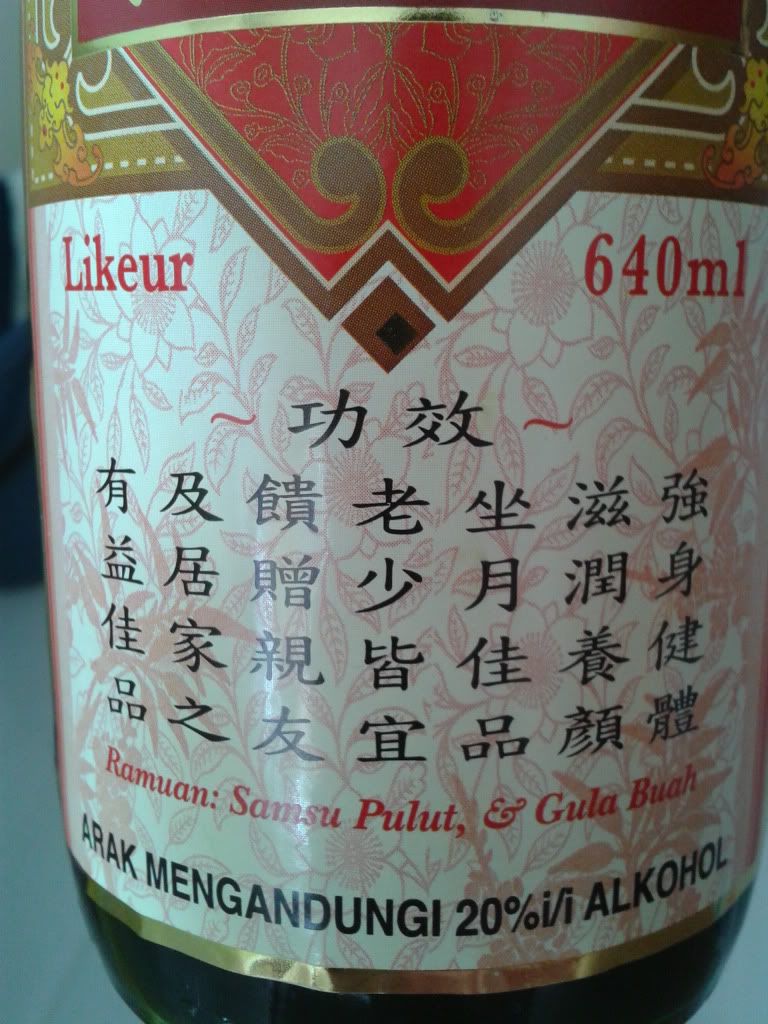 Likeur
640ml
~ 功效 ~
強身健體
滋潤養顏
坐月佳品
老少皆宜
饋贈親友
及居家之
有益佳品
Ramuan: Samsu Pulut, & Gula Buah
ARAK MENGANDUNGI 20%i/i ALKOHOL